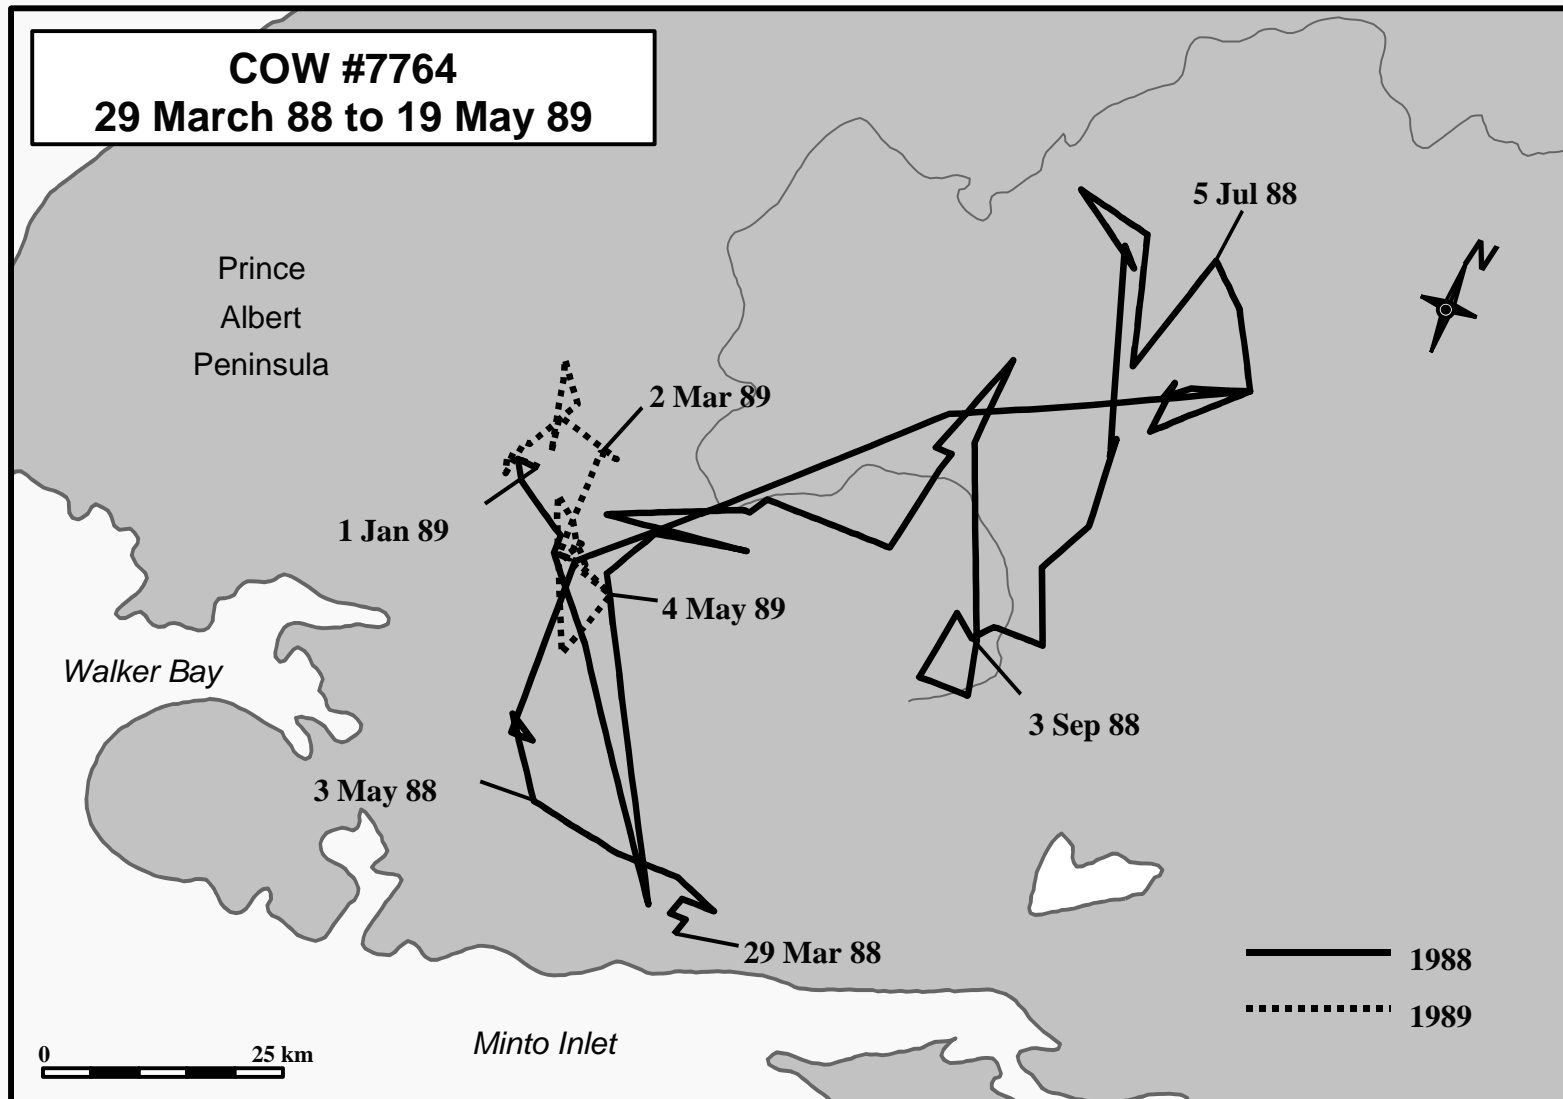 COW #7764
29 March 88 to 19 May 89
5 Jul 88
N
Prince
Albert
Peninsula
2 Mar 89
1 Jan 89
4 May 89
Walker Bay
3 Sep 88
3 May 88
29 Mar 88
1988
1989
0 25 km
Minto Inlet